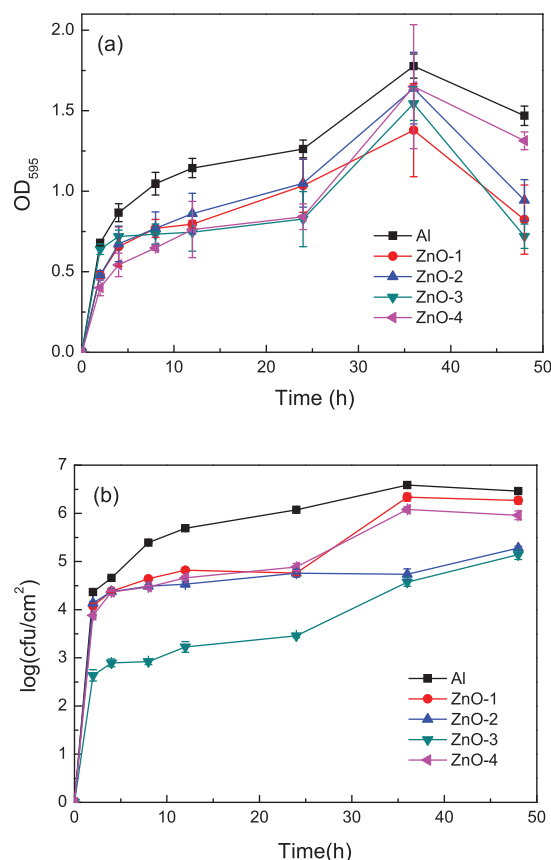 (a)
OD595
2.0
1.5
1.0
0.5
0.0
0 10 20 30 40 50
Time (h)
Al
ZnO-1
ZnO-2
ZnO-3
ZnO-4
(b)
log(cfu/cm²)
7
6
5
4
3
2
1
0
0 10 20 30 40 50
Time(h)
Al
ZnO-1
ZnO-2
ZnO-3
ZnO-4